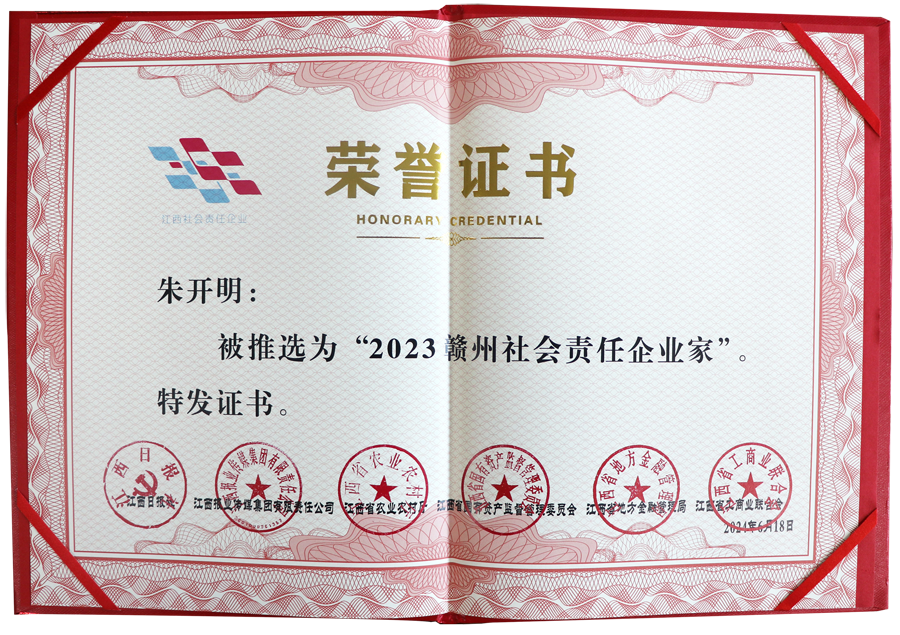 江西社会责任企业
荣誉证书
HONORARY CREDENTIAL
朱开明：
被推选为“2023赣州社会责任企业家”。
特发证书。
江西日报社 江西报业传媒集团有限责任公司 江西省农业农村厅 江西省国有资产监督管理委员会 江西省地方金融管理局 江西省工商业联合会
2024年6月18日